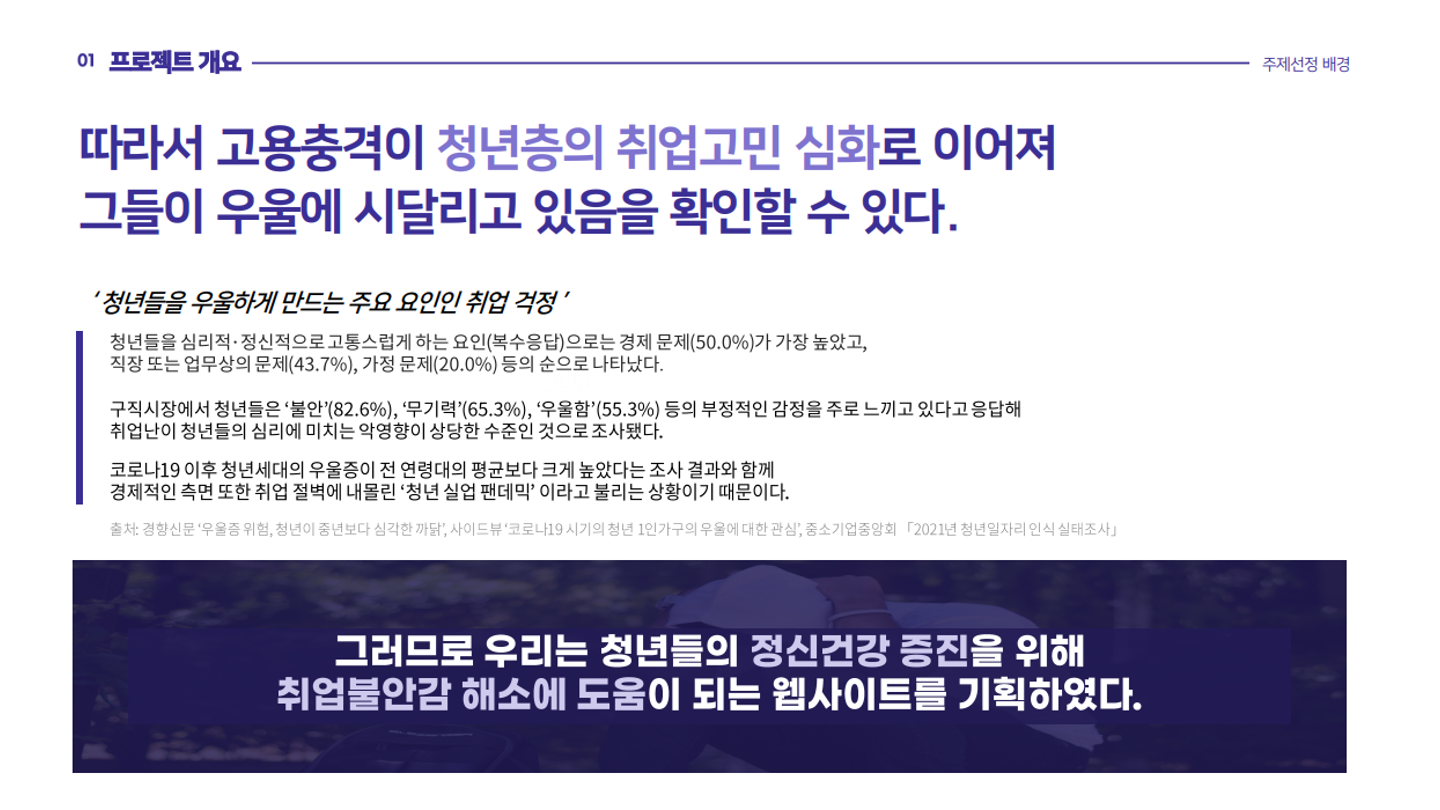 01 프로젝트 개요
주제선정 배경
따라서 고용충격이 청년층의 취업고민 심화로 이어져
그들이 우울에 시달리고 있음을 확인할 수 있다.
‘ 청년들을 우울하게 만드는 주요 요인인 취업 걱정 ’
청년들을 심리적·정신적으로 고통스럽게 하는 요인(복수응답)으로는 경제 문제(50.0%)가 가장 높았고,
직장 또는 업무상의 문제(43.7%), 가정 문제(20.0%) 등의 순으로 나타났다.
구직시장에서 청년들은 ‘불안’(82.6%), ‘무기력’(65.3%), ‘우울함’(55.3%) 등의 부정적인 감정을 주로 느끼고 있다고 응답해
취업난이 청년들의 심리에 미치는 악영향이 상당한 수준인 것으로 조사됐다.
코로나19 이후 청년세대의 우울증이 전 연령대의 평균보다 크게 높았다는 조사 결과와 함께
경제적인 측면 또한 취업 절벽에 내몰린 ‘청년 실업 팬데믹’ 이라고 불리는 상황이기 때문이다.
출처: 경향신문 ‘우울증 위험, 청년이 중년보다 심각한 까닭’, 사이드뷰 ‘코로나19 시기의 청년 1인가구의 우울에 대한 관심’, 중소기업중앙회 「2021년 청년일자리 인식 실태조사」
그러므로 우리는 청년들의 정신건강 증진을 위해
취업불안감 해소에 도움이 되는 웹사이트를 기획하였다.